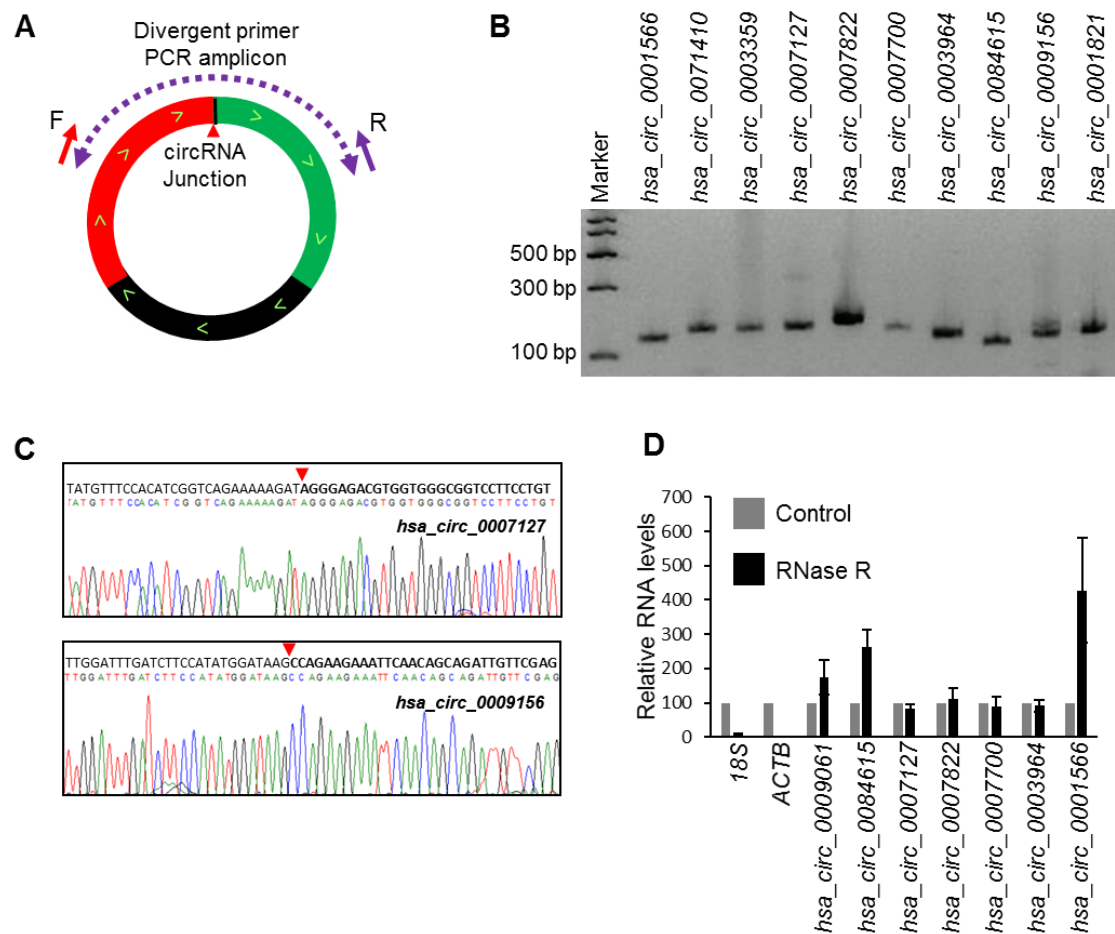 A
Divergent primer
PCR amplicon
F
R
circRNA
Junction
B
Marker
hsa_circ_0001566
hsa_circ_0071410
hsa_circ_0003359
hsa_circ_0007127
hsa_circ_0007822
hsa_circ_0007700
hsa_circ_0003964
hsa_circ_0084615
hsa_circ_0009156
hsa_circ_0001821
500 bp
300 bp
100 bp
C
TATGTTTCCACATCGGTCAGAAAAAGATAGGGAGACGTGGTGGGCGGTCCTTCCTGT
TATGTTTCCACATCGGTCAGAAAAAGATAGGGAGACGTGGTGGGCGGTCCTTCCTGT
hsa_circ_0007127
TTGGATTTGATCTTCCATATGGATAAGCCAGAAGAAATTCAACAGCAGATTGTTCGAG
TTGGATTTGATCTTCCATATGGATAAGCCAGAAGAAATTCAACAGCAGATTGTTCGAG
hsa_circ_0009156
D
Relative RNA levels
700
600
500
400
300
200
100
0
Control
RNase R
18S
ACTB
hsa_circ_0009061
hsa_circ_0084615
hsa_circ_0007127
hsa_circ_0007822
hsa_circ_0007700
hsa_circ_0003964
hsa_circ_0001566